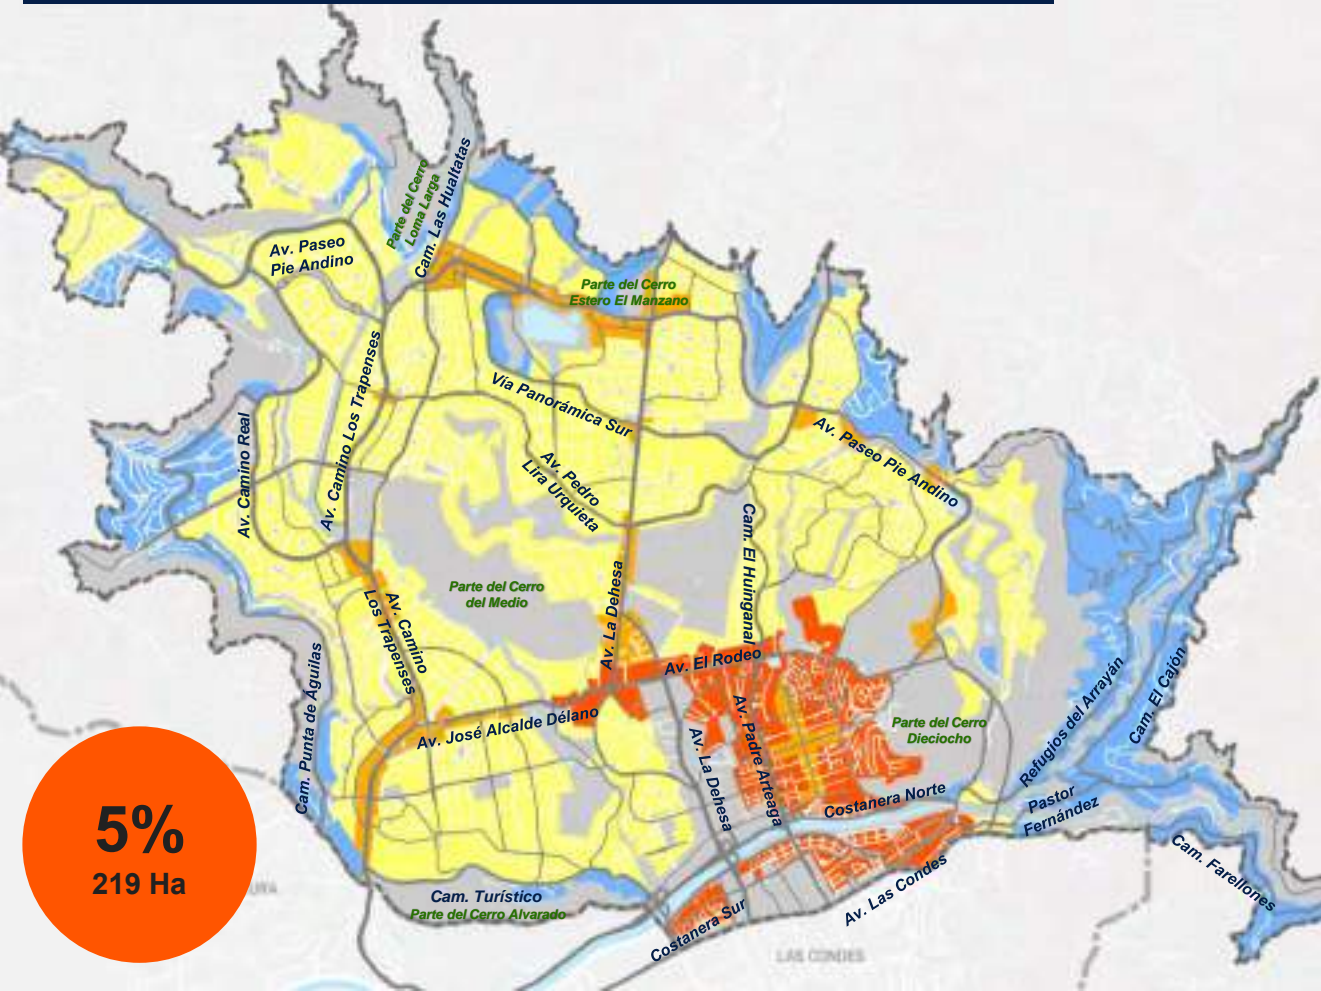 Parte del Cerro
Loma Larga
Cam. Las Hualtatas
Av. Paseo
Pie Andino
Parte del Cerro
Estero El Manzano
Av. Camino Los Trapenses
Vía Panorámica Sur
Av. Camino Real
Av. Pedro
Lira Urquieta
Av. Paseo Pie Andino
Cam. El Huinganal
Parte del Cerro
del Medio
Av. La Dehesa
Av. Camino
Los Trapenses
Av. El Rodeo
Cam. Punta de Águilas
Av. José Alcalde Délano
Av. Padre Arteaga
Av. La Dehesa
Parte del Cerro
Dieciocho
Refugios del Arrayán
Cam. El Cajón
Costanera Norte
Pastor
Fernández
Cam. Farellones
5%
219 Ha
URA
Cam. Turístico
Parte del Cerro Alvarado
Costanera Sur
Av. Las Condes
LAS CONDES